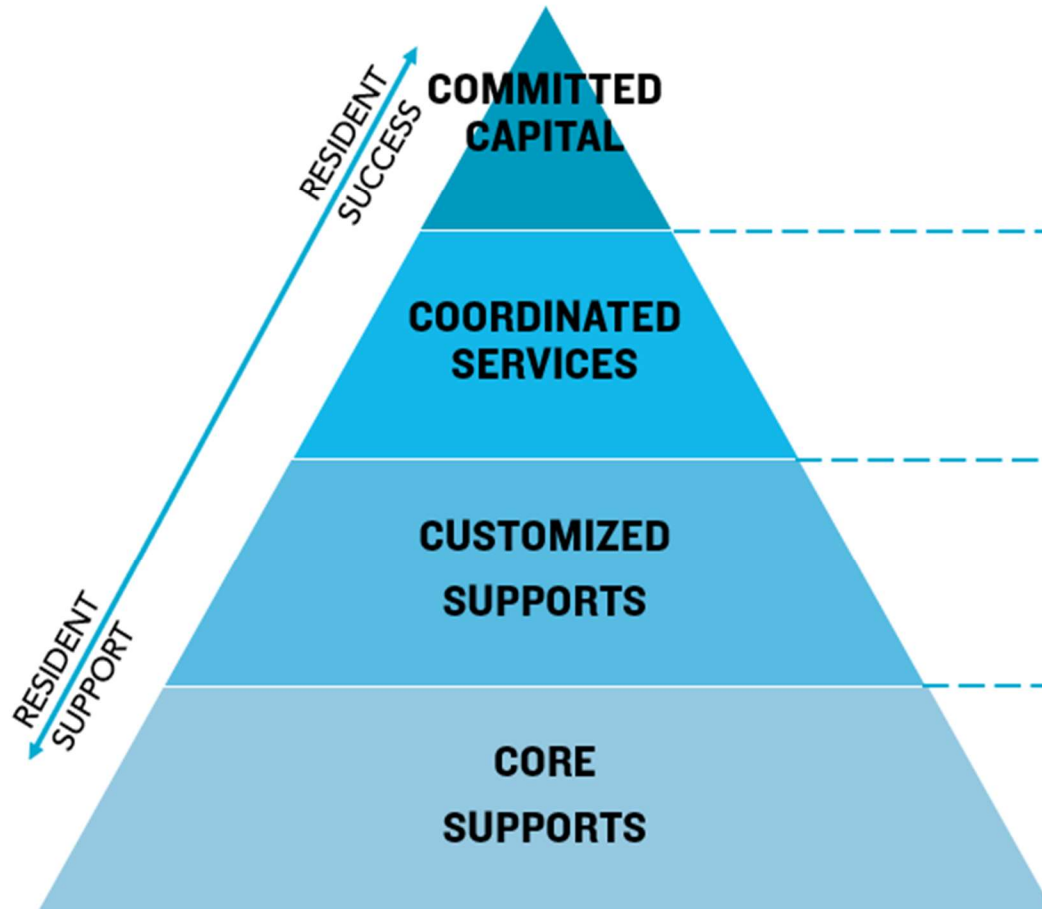 COMMITTED
CAPITAL
RESIDENT
SUCCESS
COORDINATED
SERVICES
CUSTOMIZED
SUPPORTS
RESIDENT
SUPPORT
CORE
SUPPORTS